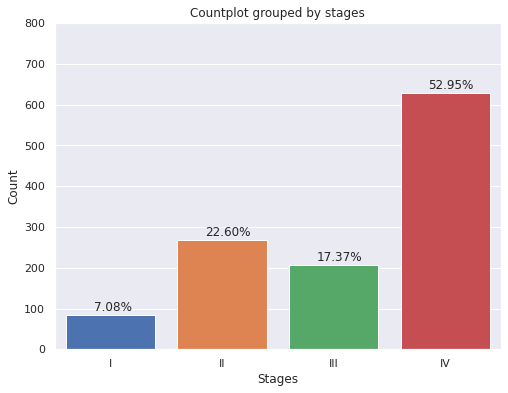 Countplot grouped by stages
800
700
600
500
400
300
200
100
0
Count
7.08%
22.60%
17.37%
52.95%
I
II
III
IV
Stages